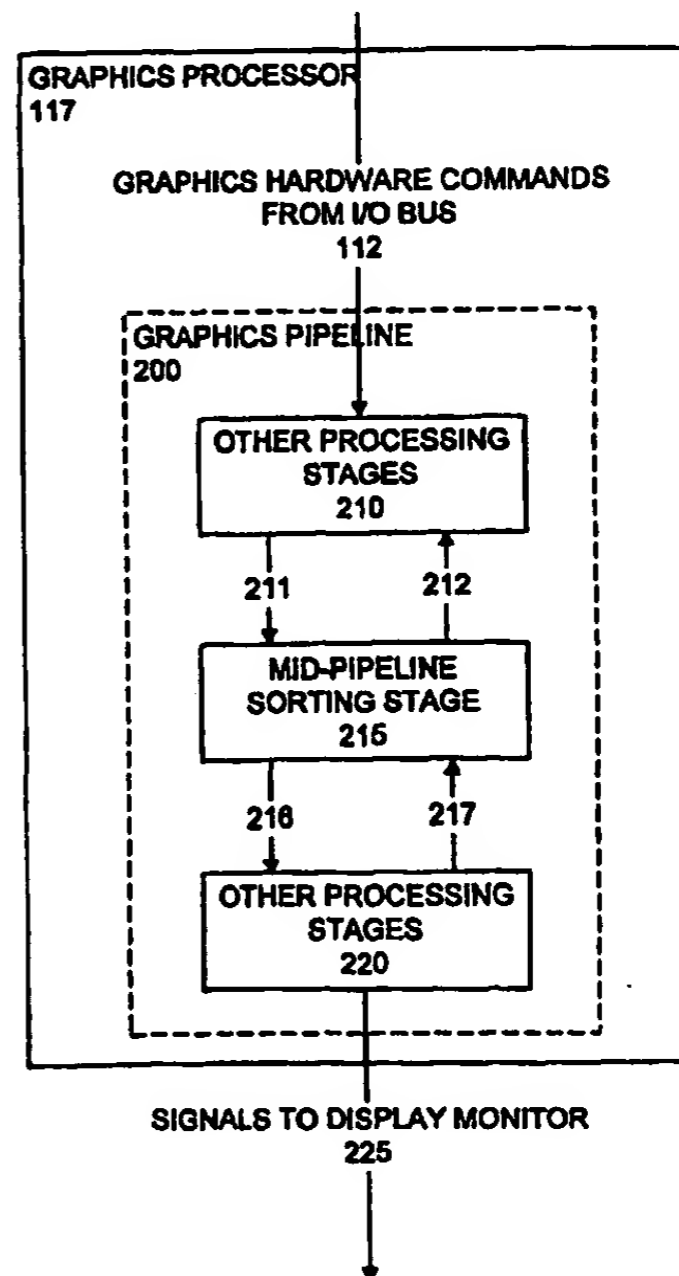 GRAPHICS PROCESSOR
117
GRAPHICS HARDWARE COMMANDS
FROM I/O BUS
112
GRAPHICS PIPELINE
200
OTHER PROCESSING
STAGES
210
211
212
MID-PIPELINE
SORTING STAGE
215
216
217
OTHER PROCESSING
STAGES
220
SIGNALS TO DISPLAY MONITOR
225